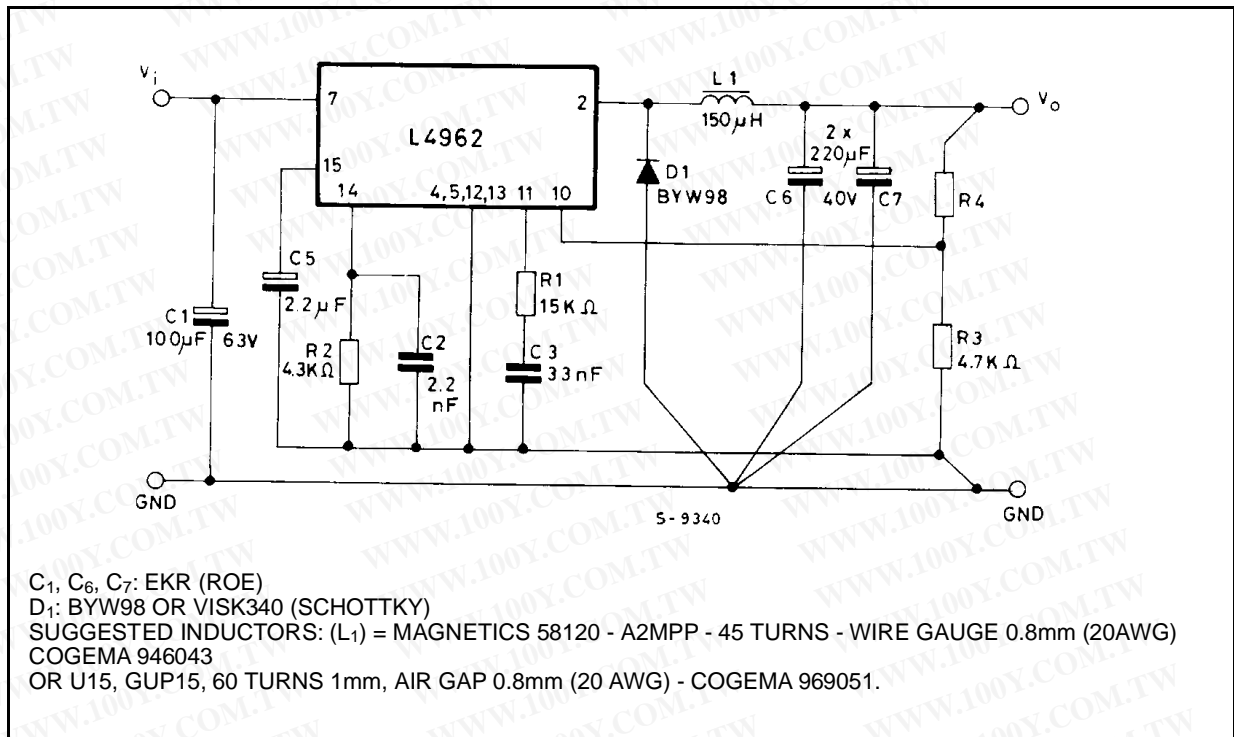 Vi
7
L4962
2
15
14
4,5,12,13
11
10
L1
150µH
Vo
2 x
220µF
D1
BYW98
C6
40V
C7
R4
C5
2.2µF
R1
15KΩ
C1
100µF
63V
R2
4.3KΩ
C2
2.2
nF
C3
33nF
R3
4.7KΩ
GND
S-9340
GND
C1, C6, C7: EKR (ROE)
D1: BYW98 OR VISK340 (SCHOTTKY)
SUGGESTED INDUCTORS: (L1) = MAGNETICS 58120 - A2MPP - 45 TURNS - WIRE GAUGE 0.8mm (20AWG)
COGEMA 946043
OR U15, GUP15, 60 TURNS 1mm, AIR GAP 0.8mm (20 AWG) - COGEMA 969051.
WWW.100Y.COM.TW